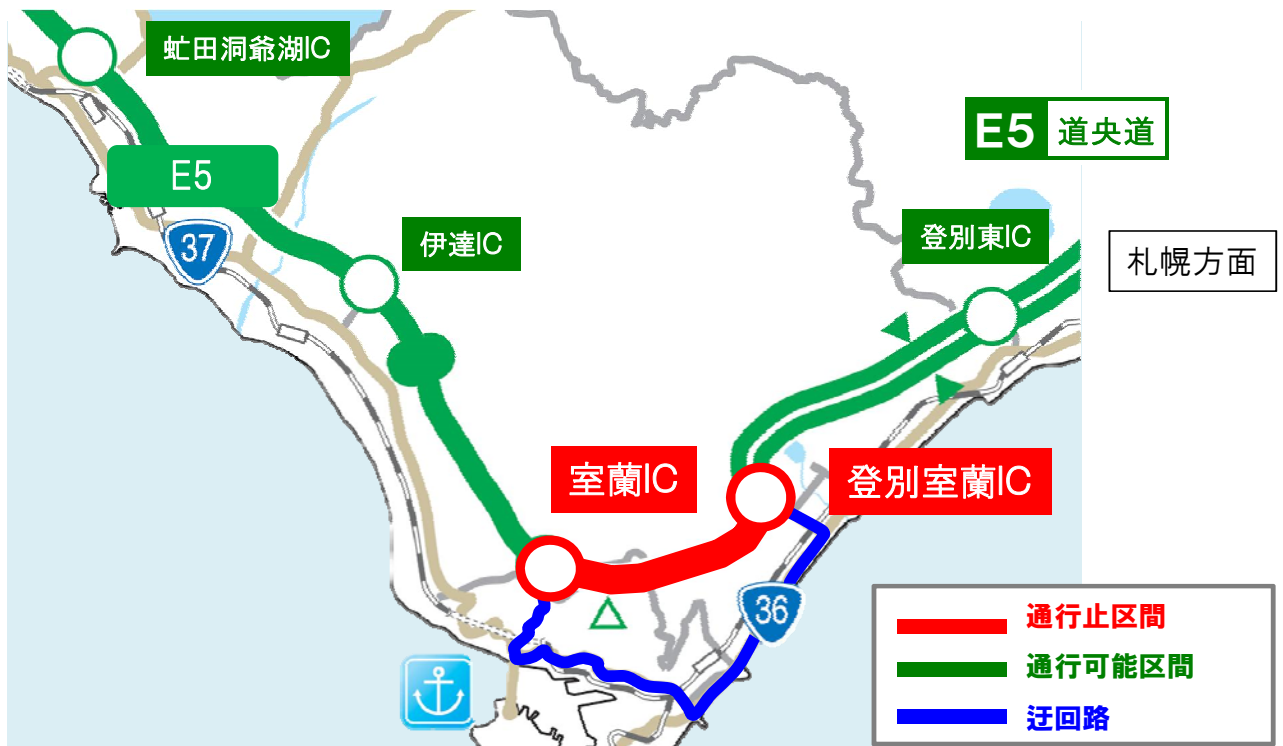 虻田洞爺湖IC
E5 道央道
E5
37
伊達IC
登別東IC
札幌方面
室蘭IC
登別室蘭IC
36
通行止区間
通行可能区間
迂回路